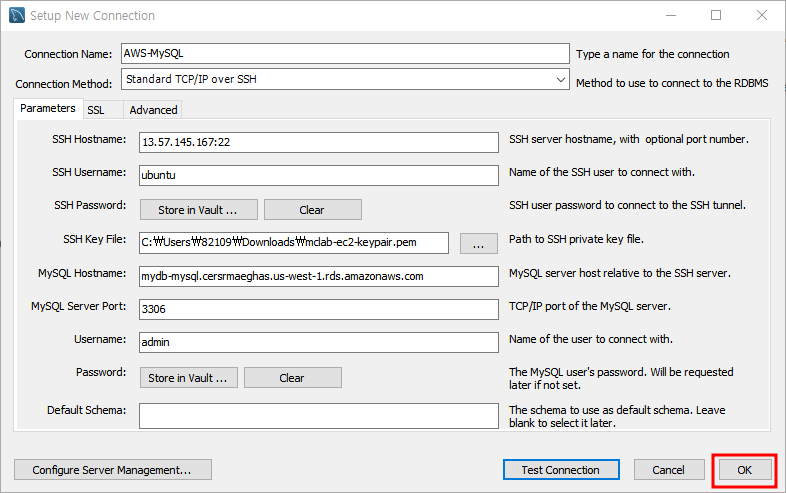 Setup New Connection
Connection Name: AWS-MySQL Type a name for the connection
Connection Method: Standard TCP/IP over SSH Method to use to connect to the RDBMS
Parameters SSL Advanced
SSH Hostname: 13.57.145.167:22 SSH server hostname, with optional port number.
SSH Username: ubuntu Name of the SSH user to connect with.
SSH Password: Store in Vault ... Clear SSH user password to connect to the SSH tunnel.
SSH Key File: C:₩Users₩82109₩Downloads₩mclab-ec2-keypair.pem ... Path to SSH private key file.
MySQL Hostname: mydb-mysql.cersrmaeghas.us-west-1.rds.amazonaws.com MySQL server host relative to the SSH server.
MySQL Server Port: 3306 TCP/IP port of the MySQL server.
Username: admin Name of the user to connect with.
Password: Store in Vault ... Clear The MySQL user's password. Will be requested
later if not set.
Default Schema: The schema to use as default schema. Leave
blank to select it later.
Configure Server Management... Test Connection Cancel OK